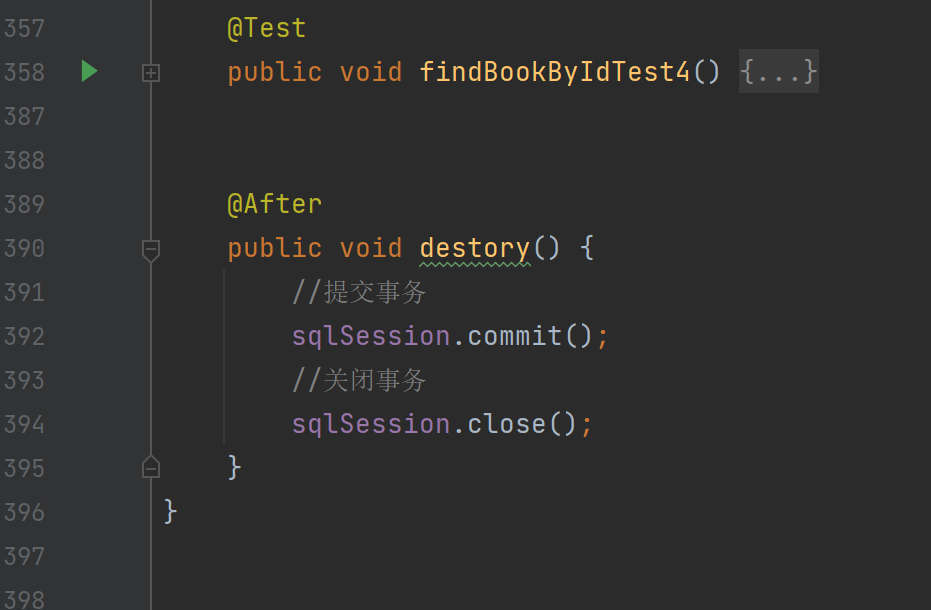 357 @Test
358 public void findBookByIdTest4() {...}
387
388
389 @After
390 public void destory() {
391 //提交事务
392 sqlSession.commit();
393 //关闭事务
394 sqlSession.close();
395 }
396 }
397
398